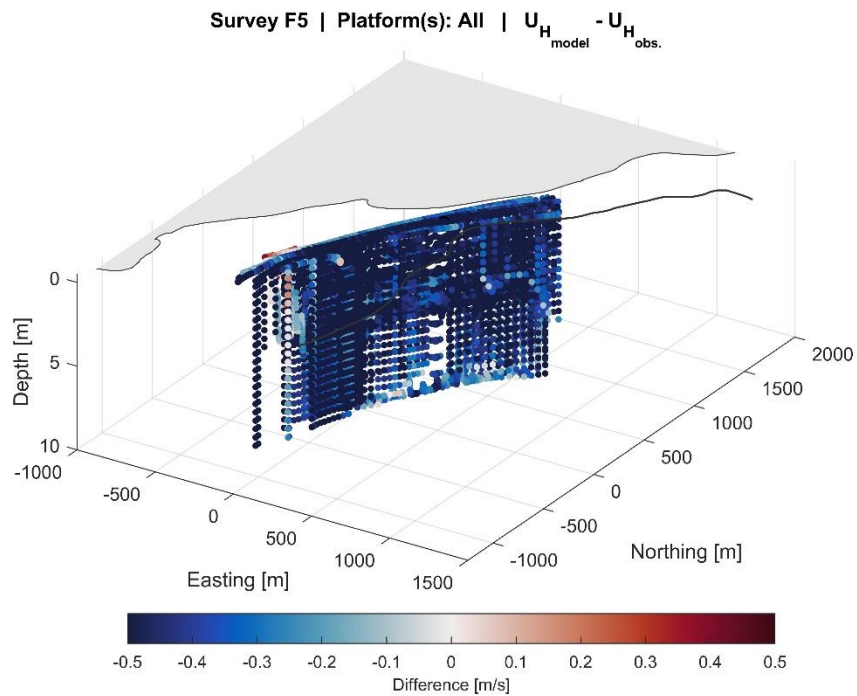 Survey F5 | Platform(s): All | U_H_model - U_H_obs.
0
5
10
Depth [m]
-1000
-500
0
500
1000
1500
Easting [m]
-1000
-500
0
500
1000
1500
2000
Northing [m]
-0.5 -0.4 -0.3 -0.2 -0.1 0 0.1 0.2 0.3 0.4 0.5
Difference [m/s]